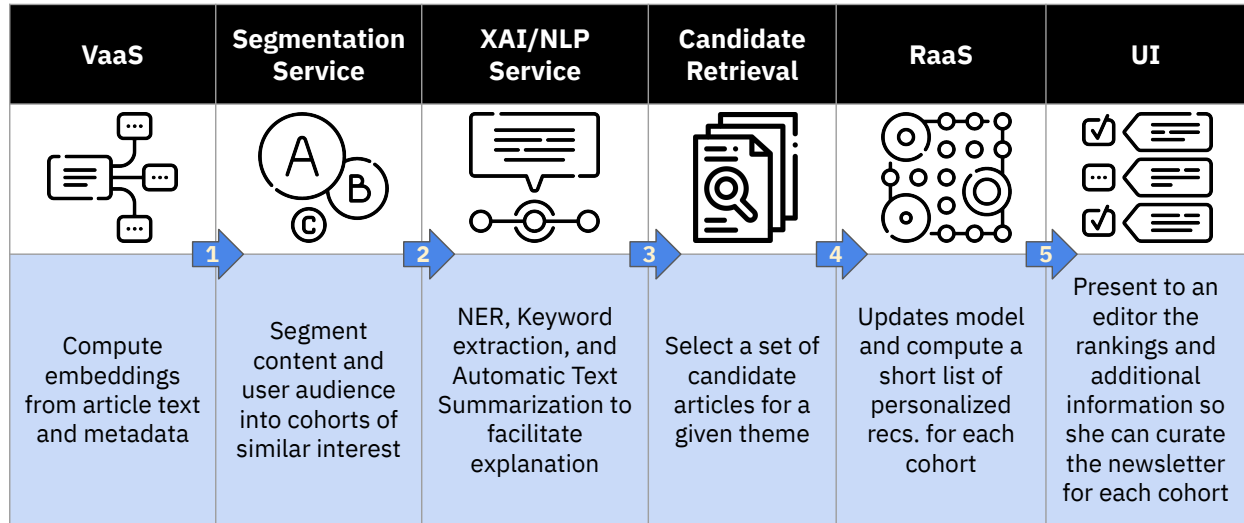 VaaS
Segmentation
Service
XAI/NLP
Service
Candidate
Retrieval
RaaS
UI
A
B
C
1
2
3
4
5
Compute
embeddings
from article text
and metadata
Segment
content and
user audience
into cohorts of
similar interest
NER, Keyword
extraction, and
Automatic Text
Summarization to
facilitate
explanation
Select a set of
candidate
articles for a
given theme
Updates model
and compute a
short list of
personalized
recs. for each
cohort
Present to an
editor the
rankings and
additional
information so
she can curate
the newsletter
for each cohort